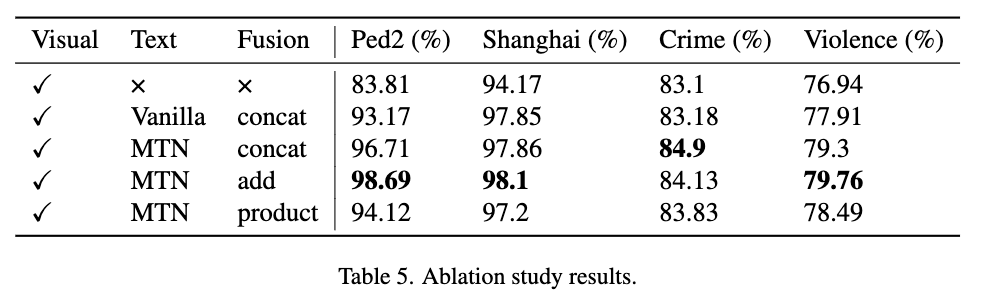 Visual Text Fusion Ped2 (%) Shanghai (%) Crime (%) Violence (%)
✓ × × 83.81 94.17 83.1 76.94
✓ Vanilla concat 93.17 97.85 83.18 77.91
✓ MTN concat 96.71 97.86 84.9 79.3
✓ MTN add 98.69 98.1 84.13 79.76
✓ MTN product 94.12 97.2 83.83 78.49
Table 5. Ablation study results.